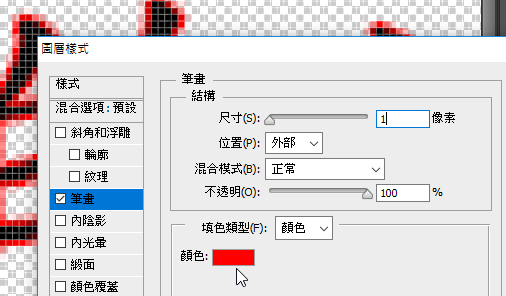 圖層樣式
樣式
混合選項：預設
斜角和浮雕
輪廓
紋理
筆畫
內陰影
內光暈
緞面
顏色覆蓋
筆畫
結構
尺寸(S): 1 像素
位置(P): 外部
混合模式(B): 正常
不透明(O): 100 %
填色類型(F): 顏色
顏色: